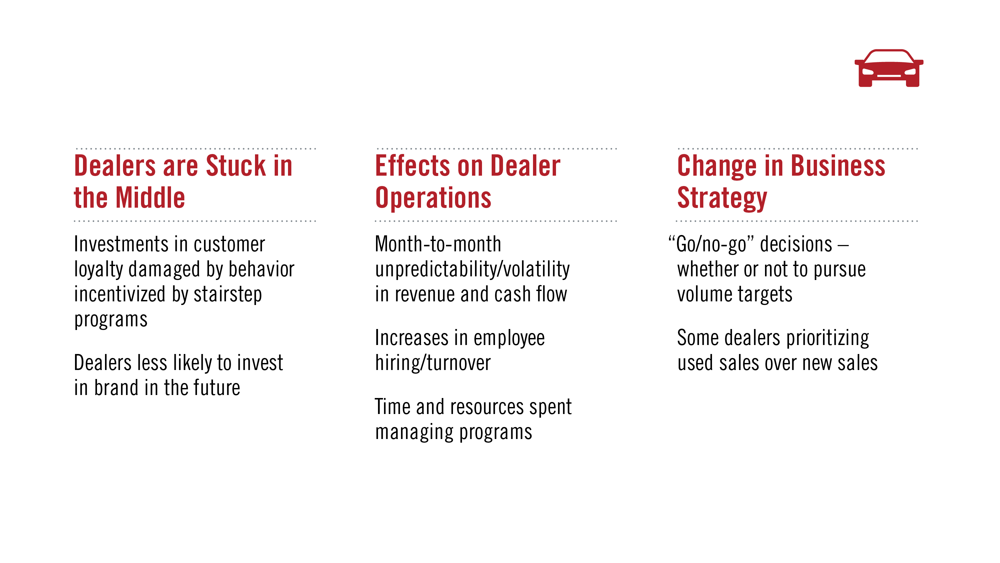 Dealers are Stuck in
the Middle
Investments in customer
loyalty damaged by behavior
incentivized by stairstep
programs
Dealers less likely to invest
in brand in the future
Effects on Dealer
Operations
Month-to-month
unpredictability/volatility
in revenue and cash flow
Increases in employee
hiring/turnover
Time and resources spent
managing programs
Change in Business
Strategy
“Go/no-go” decisions –
whether or not to pursue
volume targets
Some dealers prioritizing
used sales over new sales